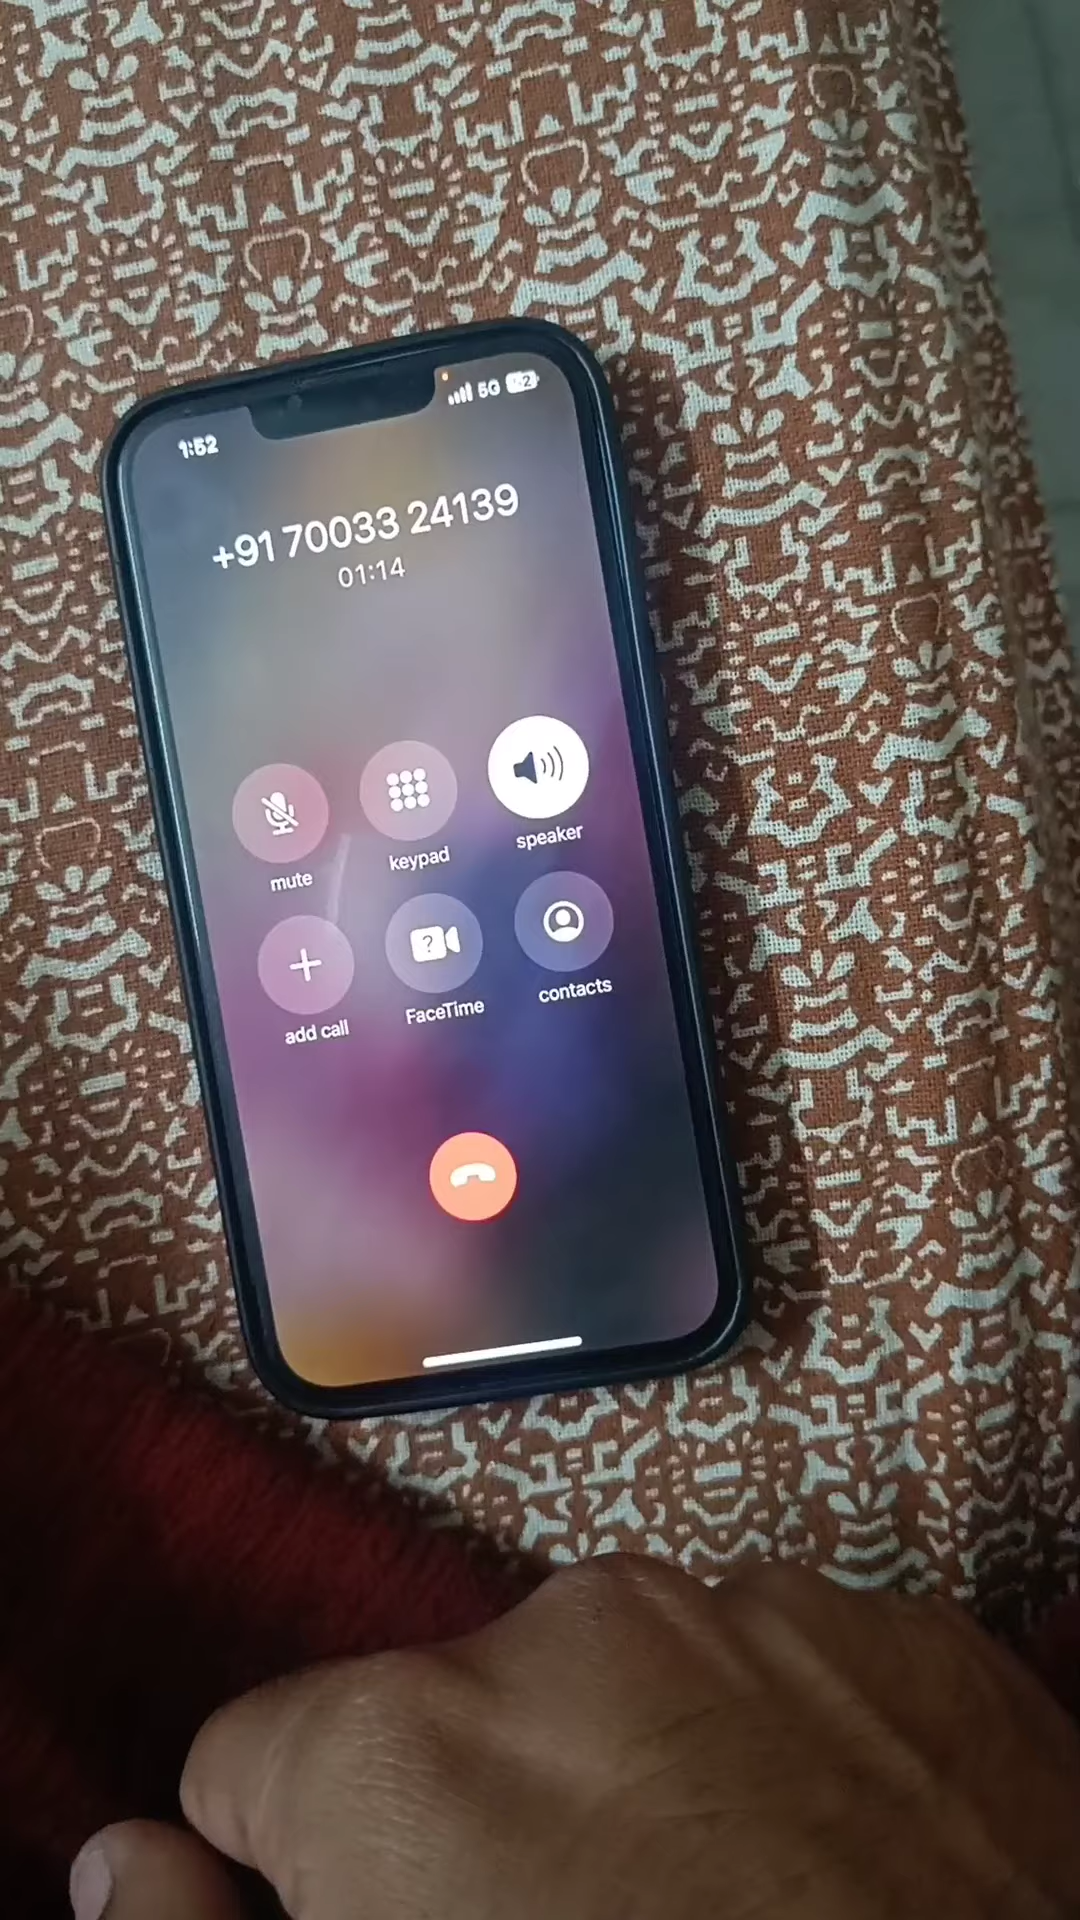 1:52
5G
+91 70033 24139
01:14
mute
keypad
speaker
add call
FaceTime
contacts